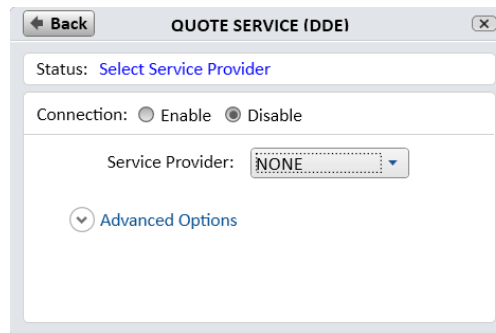 Back
QUOTE SERVICE (DDE)
Status: Select Service Provider
Connection: Enable Disable
Service Provider: NONE
Advanced Options